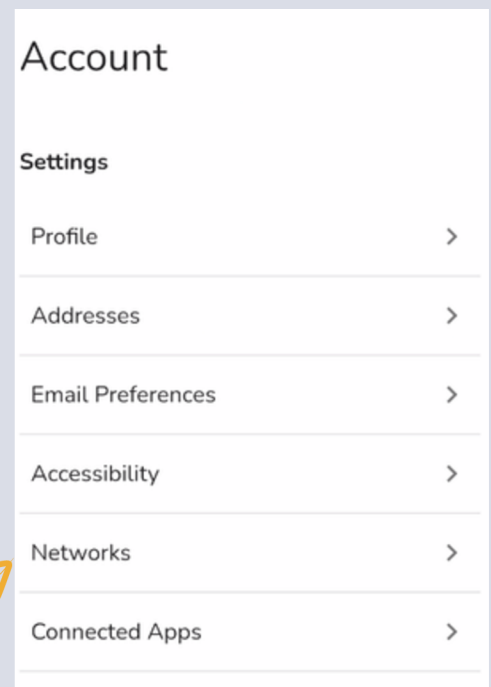 Account
Settings
Profile
Addresses
Email Preferences
Accessibility
Networks
Connected Apps